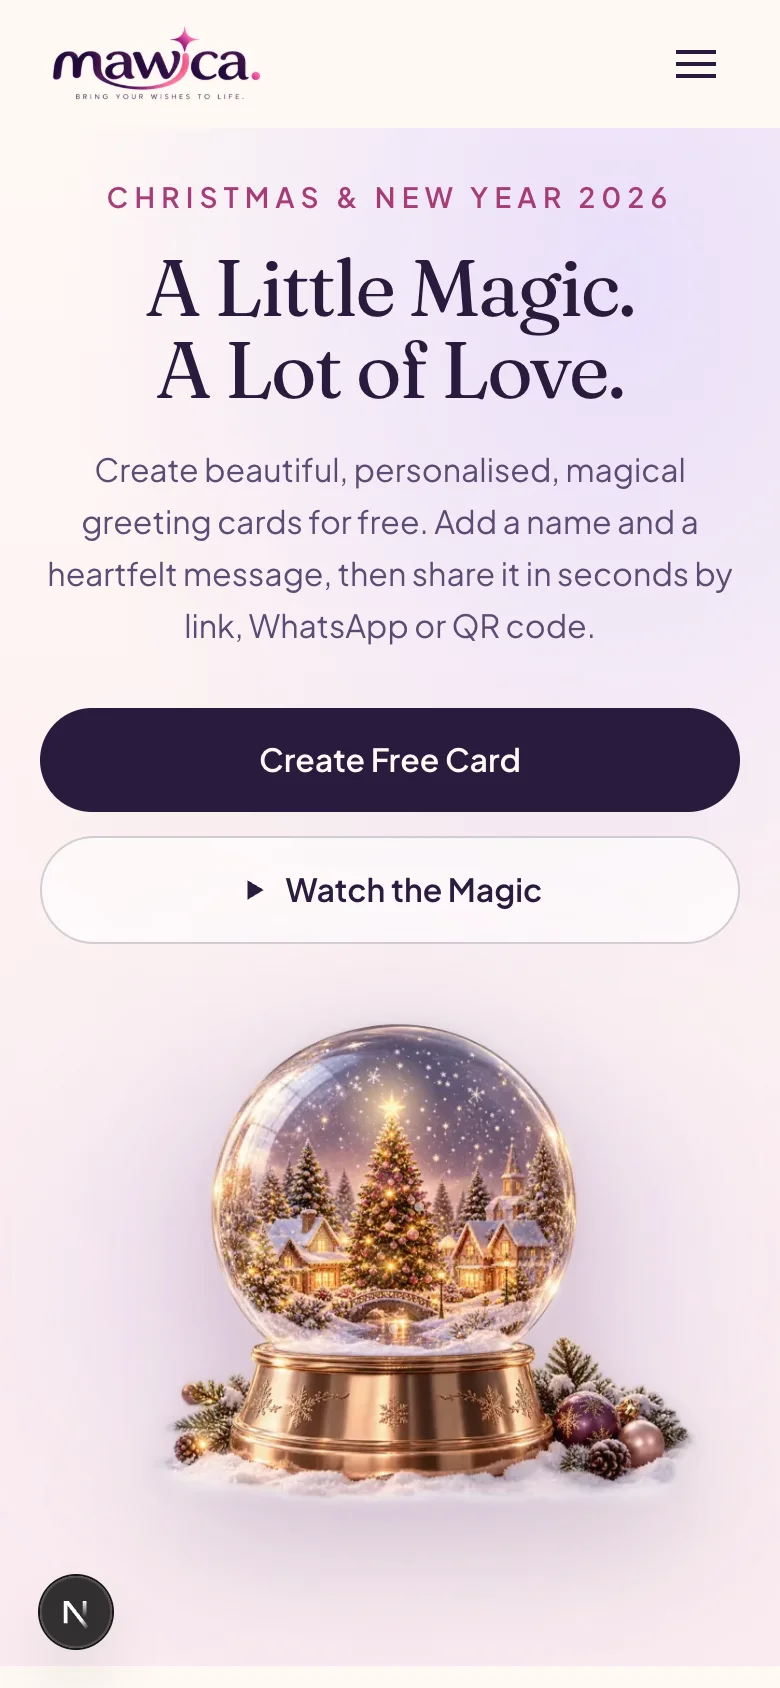 mawica.
BRING YOUR WISHES TO LIFE.
CHRISTMAS & NEW YEAR 2026
A Little Magic.
A Lot of Love.
Create beautiful, personalised, magical
greeting cards for free. Add a name and a
heartfelt message, then share it in seconds by
link, WhatsApp or QR code.
Create Free Card
Watch the Magic
N